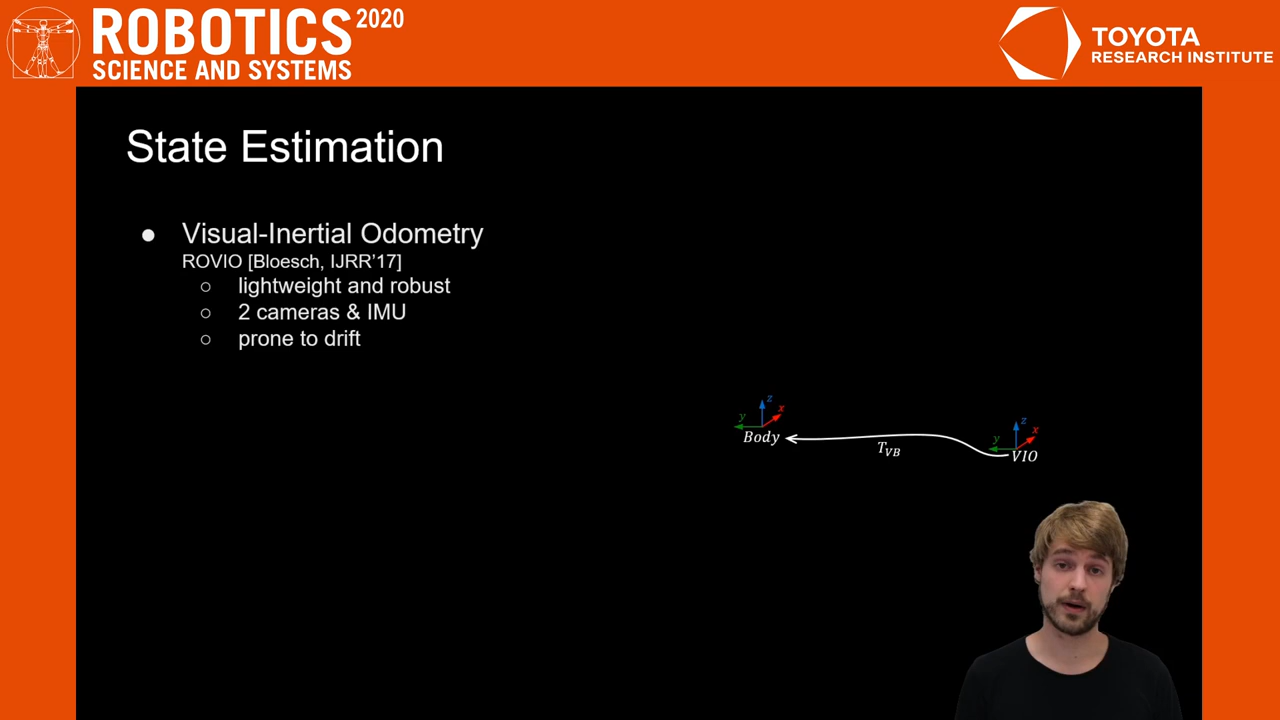 ROBOTICS 2020
SCIENCE AND SYSTEMS
TOYOTA
RESEARCH INSTITUTE
State Estimation
● Visual-Inertial Odometry
ROVIO [Bloesch, IJRR’17]
○ lightweight and robust
○ 2 cameras & IMU
○ prone to drift
z
y x
Body
T_VB
z
y x
VIO